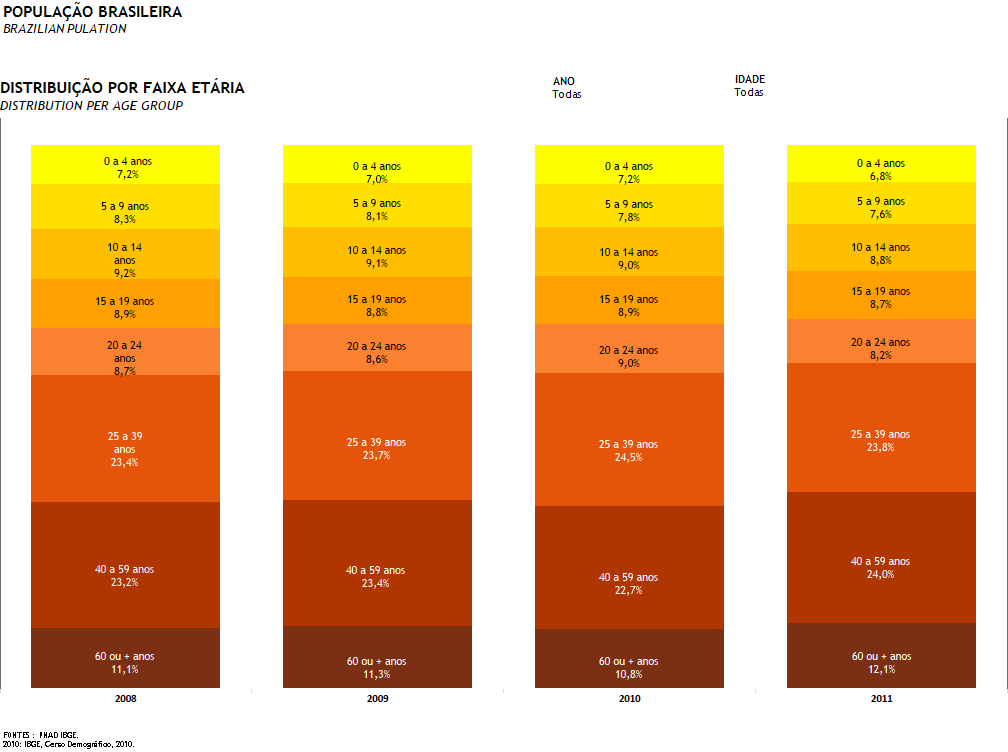 POPULAÇÃO BRASILEIRA
BRAZILIAN PULATION
DISTRIBUIÇÃO POR FAIXA ETÁRIA
DISTRIBUTION PER AGE GROUP
ANO
Todas
IDADE
Todas
0 a 4 anos
7,2%
5 a 9 anos
8,3%
10 a 14
anos
9,2%
15 a 19 anos
8,9%
20 a 24
anos
8,7%
25 a 39
anos
23,4%
40 a 59 anos
23,2%
60 ou + anos
11,1%
2008
0 a 4 anos
7,0%
5 a 9 anos
8,1%
10 a 14 anos
9,1%
15 a 19 anos
8,8%
20 a 24 anos
8,6%
25 a 39 anos
23,7%
40 a 59 anos
23,4%
60 ou + anos
11,3%
2009
0 a 4 anos
7,2%
5 a 9 anos
7,8%
10 a 14 anos
9,0%
15 a 19 anos
8,9%
20 a 24 anos
9,0%
25 a 39 anos
24,5%
40 a 59 anos
22,7%
60 ou + anos
10,8%
2010
0 a 4 anos
6,8%
5 a 9 anos
7,6%
10 a 14 anos
8,8%
15 a 19 anos
8,7%
20 a 24 anos
8,2%
25 a 39 anos
23,8%
40 a 59 anos
24,0%
60 ou + anos
12,1%
2011
FONTES : PNAD IBGE.
2010: IBGE, Censo Demográfico, 2010.